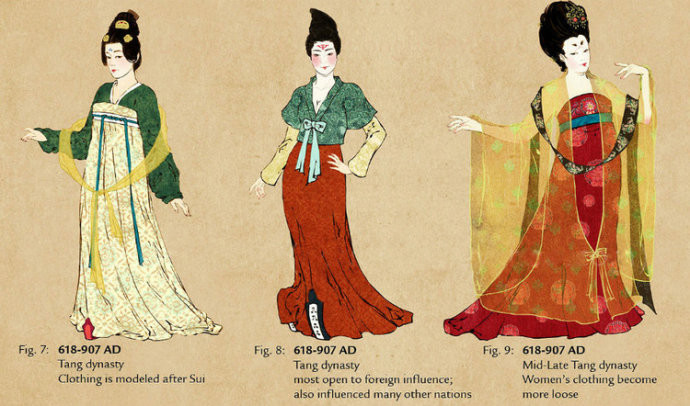 Fig. 7: 618-907 AD
Tang dynasty
Clothing is modeled after Sui
Fig. 8: 618-907 AD
Tang dynasty
most open to foreign influence;
also influenced many other nations
Fig. 9: 618-907 AD
Mid-Late Tang dynasty
Women's clothing become
more loose